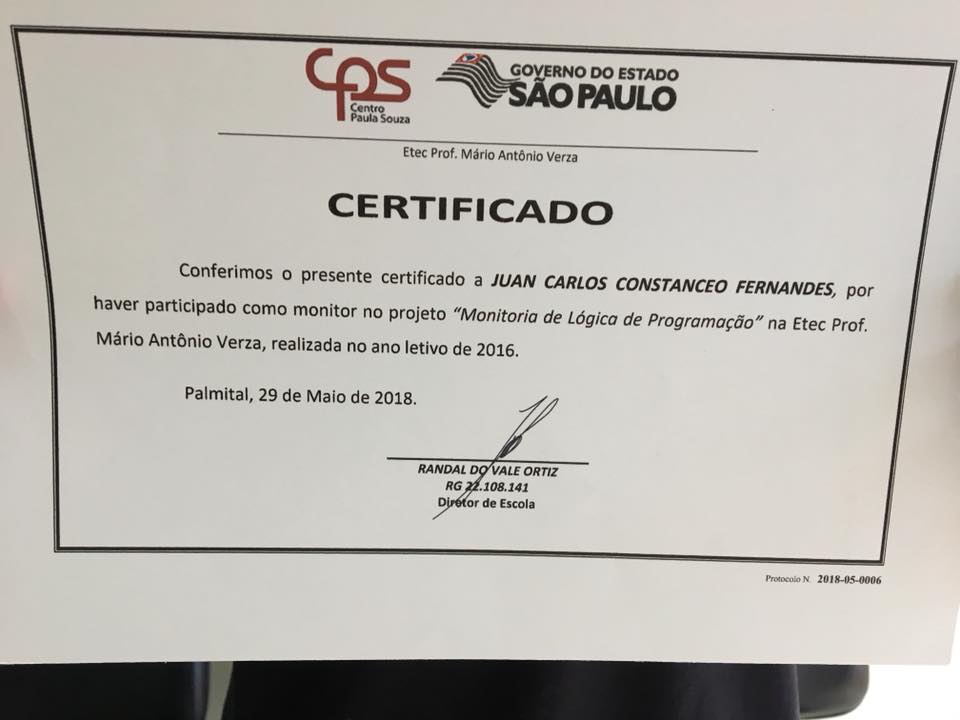 cps
Centro
Paula Souza
GOVERNO DO ESTADO
SÃO PAULO
Etec Prof. Mário Antônio Verza
CERTIFICADO
Conferimos o presente certificado a JUAN CARLOS CONSTANCEO FERNANDES, por
haver participado como monitor no projeto “Monitoria de Lógica de Programação” na Etec Prof.
Mário Antônio Verza, realizada no ano letivo de 2016.
Palmital, 29 de Maio de 2018.
RANDAL DO VALE ORTIZ
RG 22.108.141
Diretor de Escola
Protocolo N. 2018-05-0006